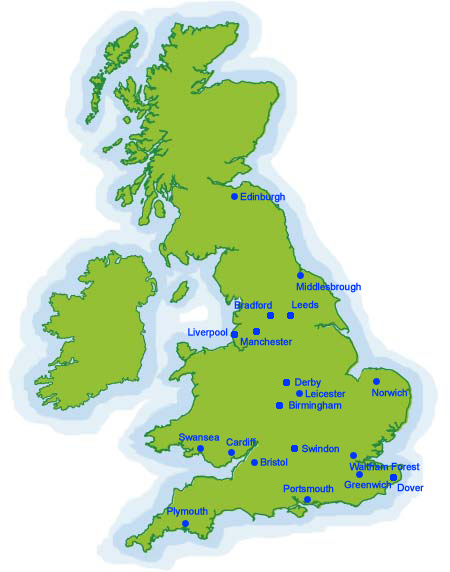 Edinburgh
Middlesbrough
Bradford
Leeds
Liverpool
Manchester
Derby
Norwich
Leicester
Birmingham
Swansea
Cardiff
Swindon
Bristol
Waltham Forest
Greenwich
Dover
Portsmouth
Plymouth